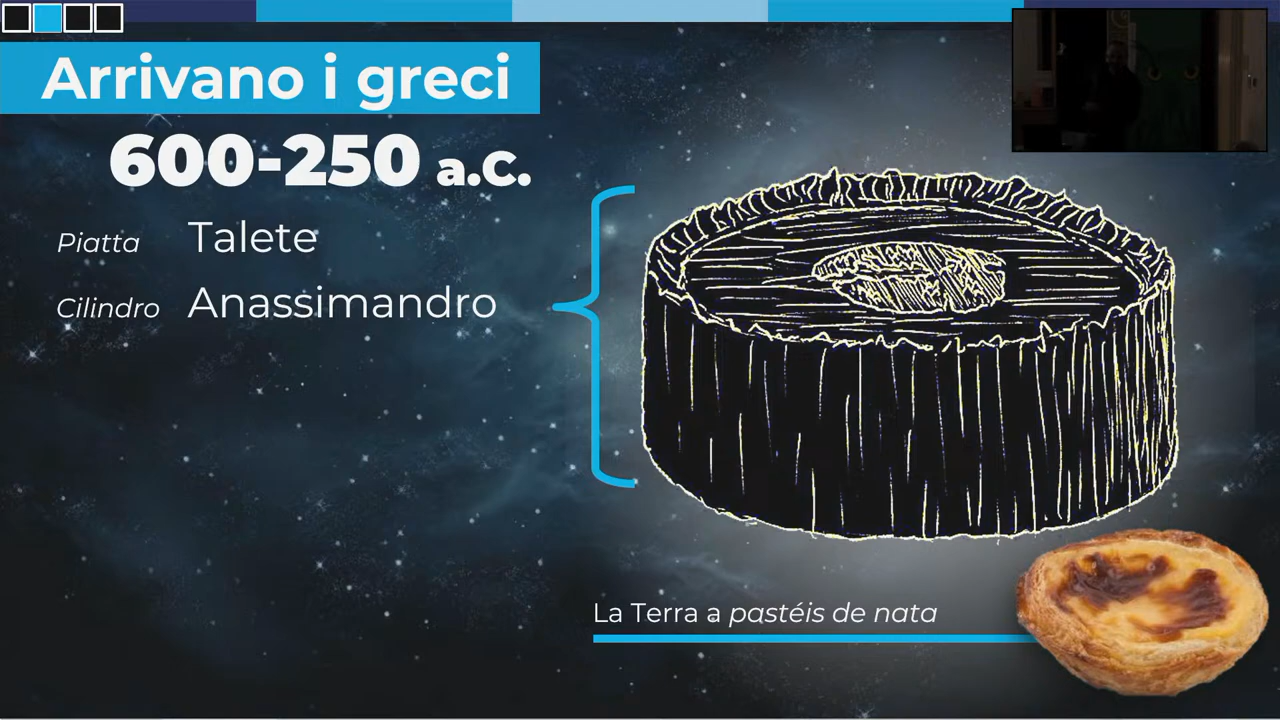 Arrivano i greci
600-250 a.C.
Piatta Talete
Cilindro Anassimandro
La Terra a pastéis de nata